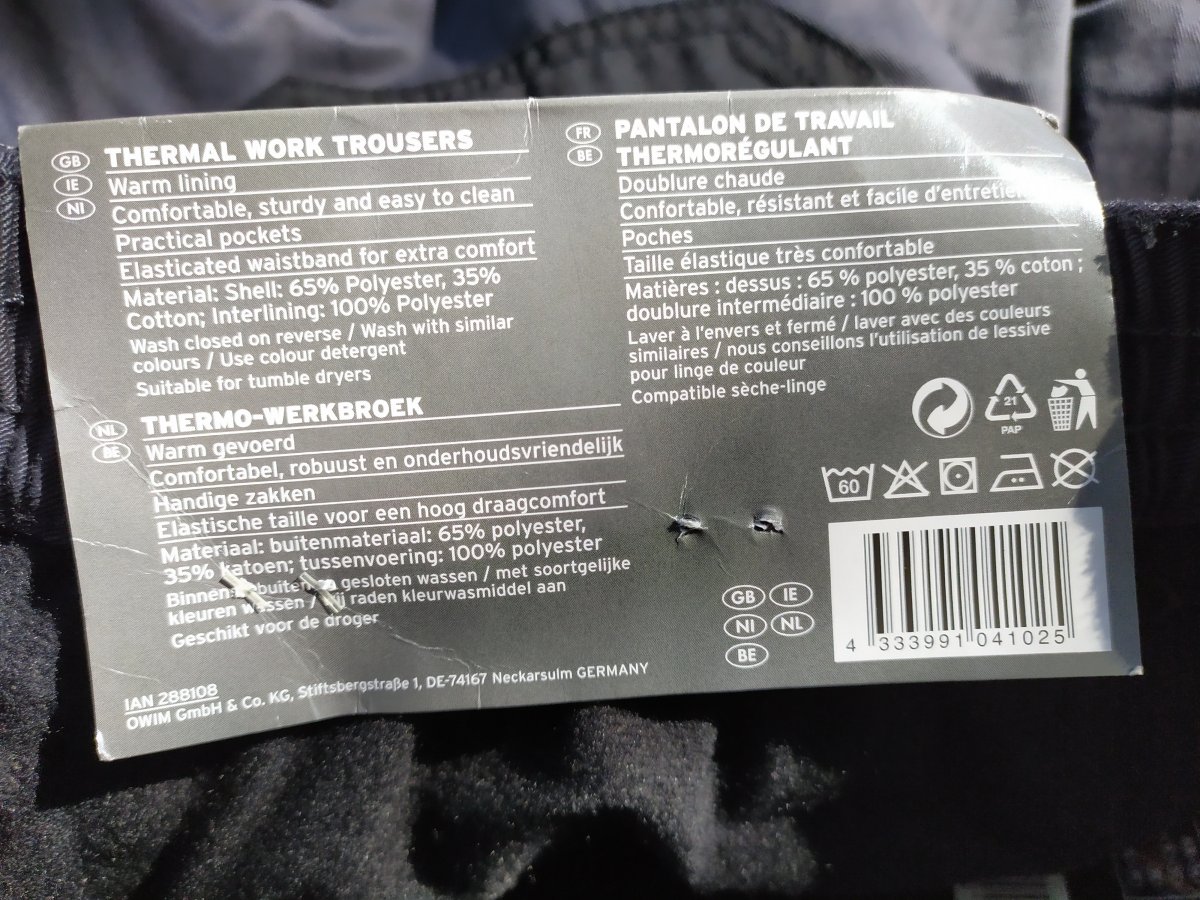 GB
IE
NI
THERMAL WORK TROUSERS
Warm lining
Comfortable, sturdy and easy to clean
Practical pockets
Elasticated waistband for extra comfort
Material: Shell: 65% Polyester, 35%
Cotton; Interlining: 100% Polyester
Wash closed on reverse / Wash with similar
colours / Use colour detergent
Suitable for tumble dryers
NL
BE
THERMO-WERKBROEK
Warm gevoerd
Comfortabel, robuust en onderhoudsvriendelijk
Handige zakken
Elastische taille voor een hoog draagcomfort
Materiaal: buitenmateriaal: 65% polyester,
35% katoen; tussenvoering: 100% polyester
gesloten wassen / met soortgelijke
kleuren wassen / raden kleurwasmiddel aan
Geschikt voor de droger
IAN 288108
OWIM GmbH & Co. KG, Stiftsbergstraße 1, DE-74167 Neckarsulm GERMANY
FR
BE
PANTALON DE TRAVAIL
THERMORÉGULANT
Doublure chaude
Confortable, résistant et facile d'entretien
Poches
Taille élastique très confortable
Matières : dessus : 65 % polyester, 35 % coton ;
doublure intermédiaire : 100 % polyester
Laver à l'envers et fermé / laver avec des couleurs
similaires / nous conseillons l'utilisation de lessive
pour linge de couleur
Compatible sèche-linge
21
PAP
60
GB IE
NI NL
BE
4 333991 041025